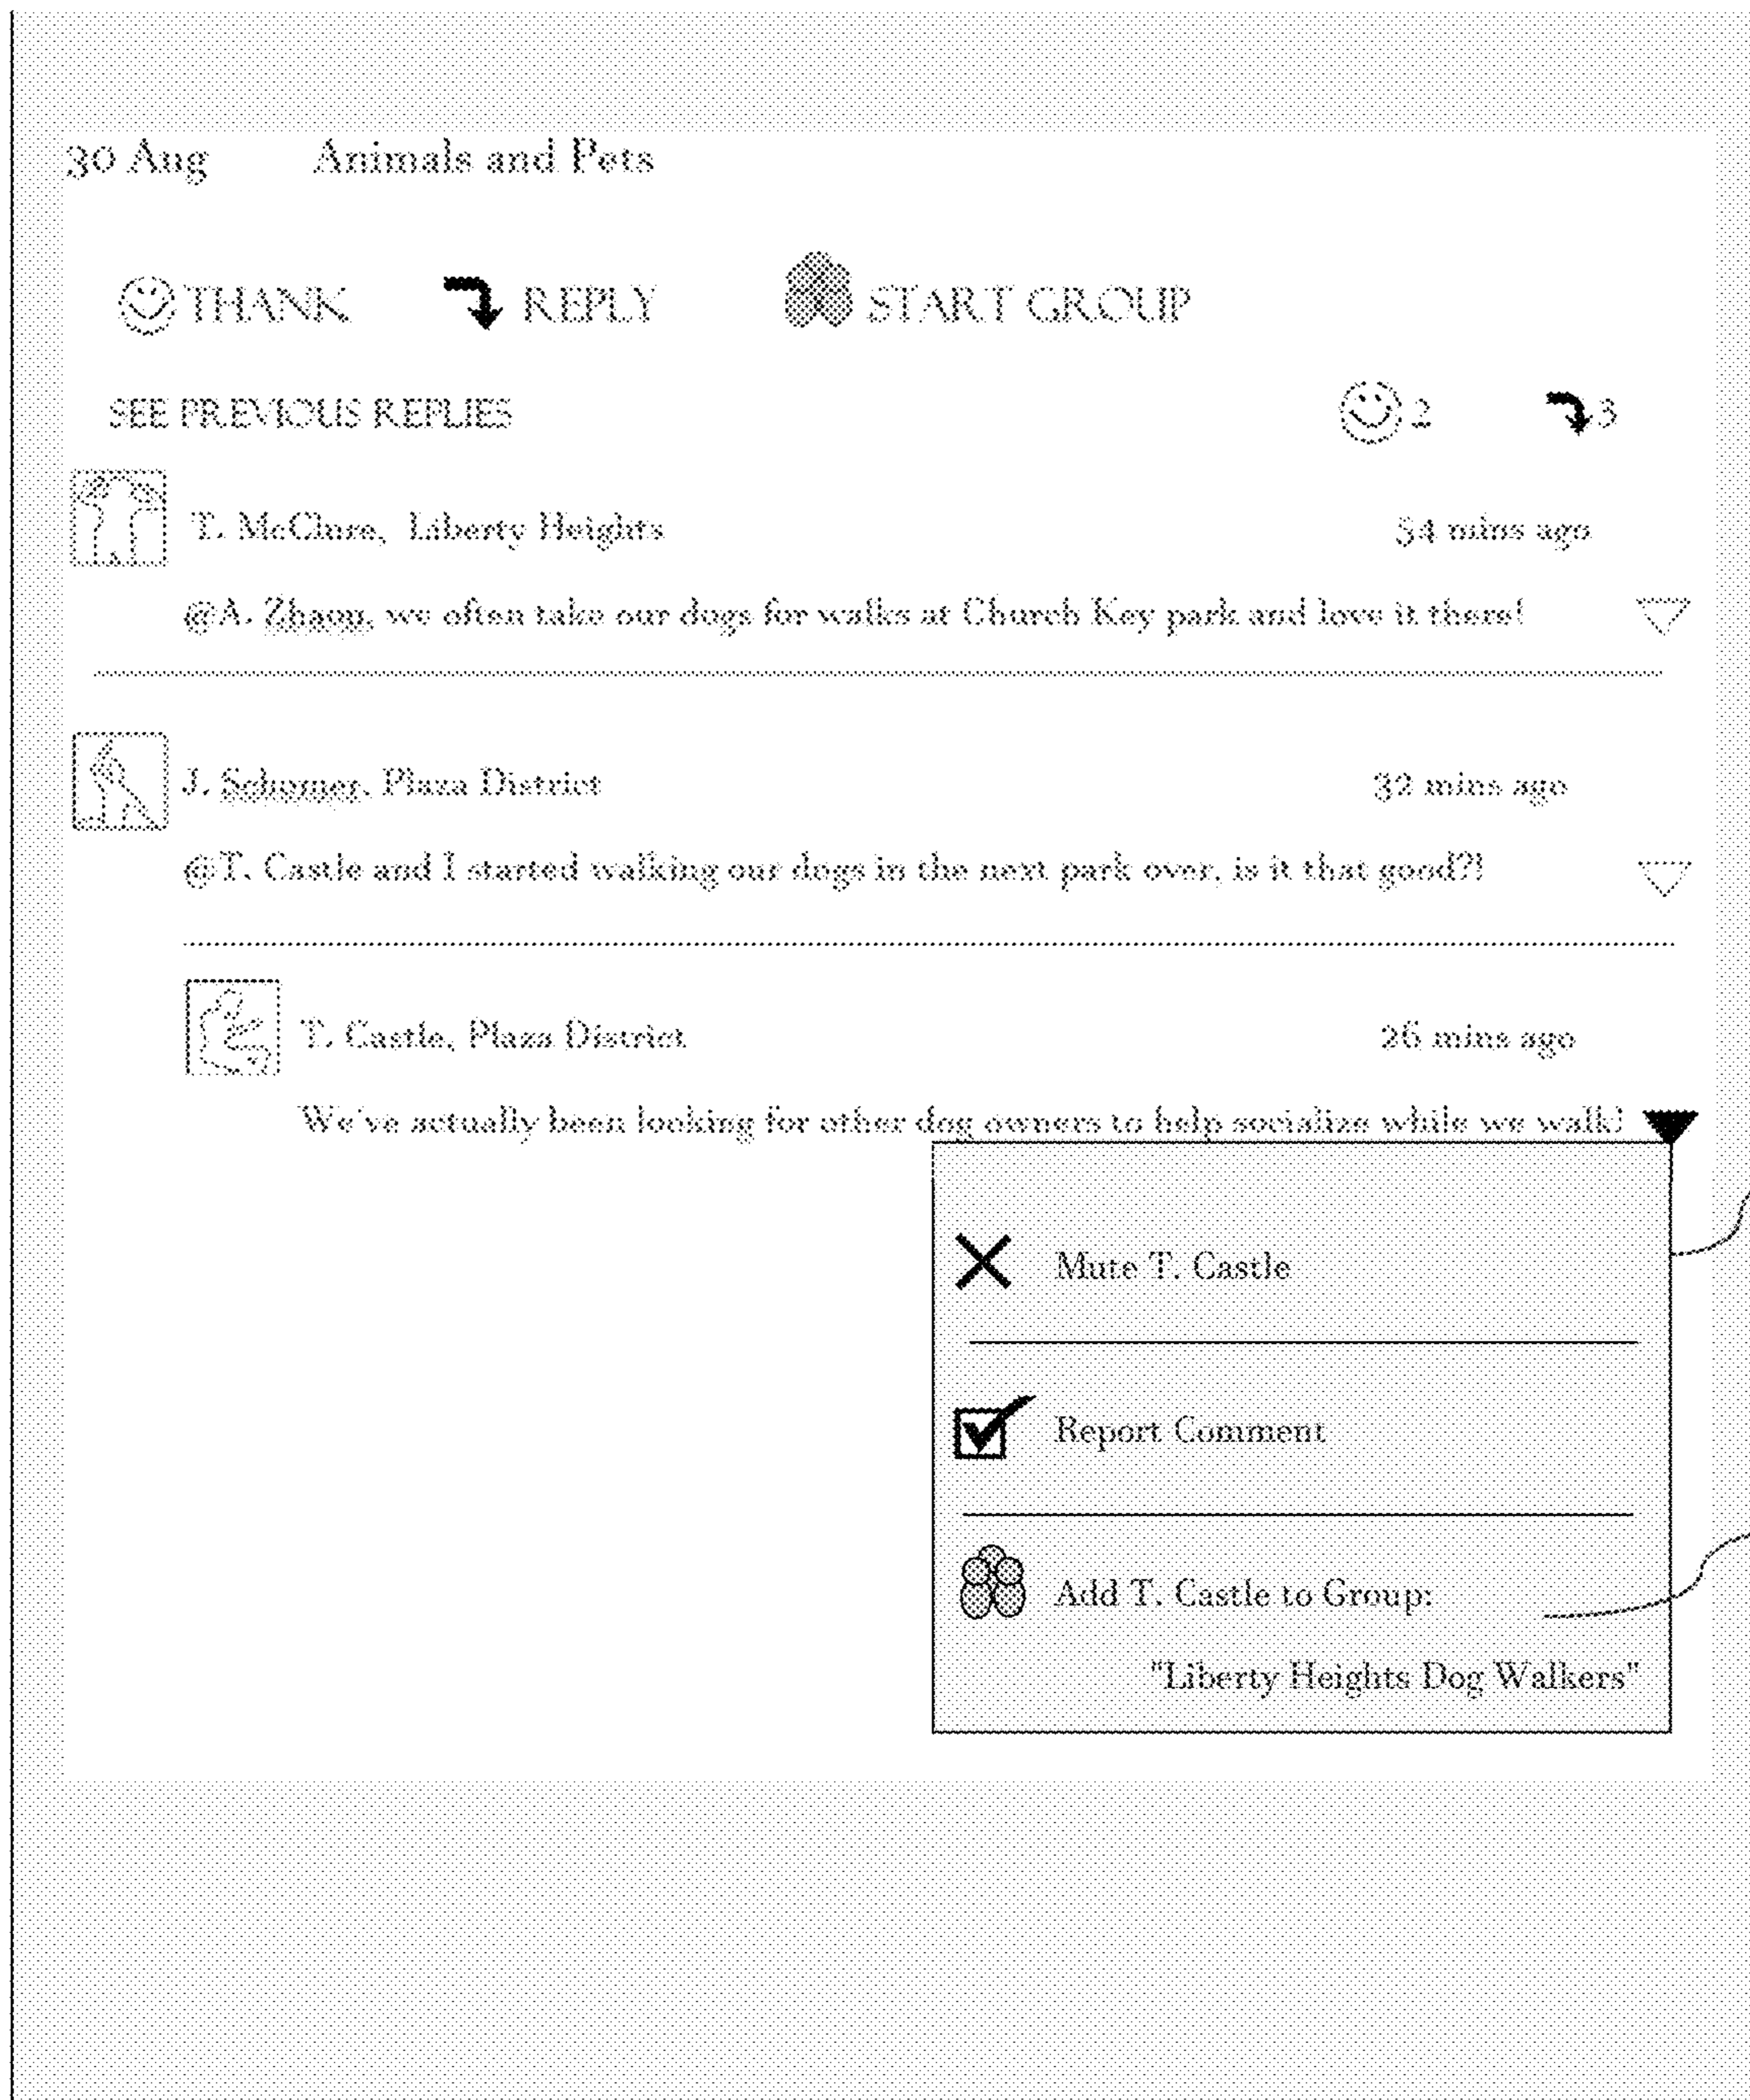 30 Aug Animals and Pets
THANK REPLY START GROUP
SEE PREVIOUS REPLIES 2 3
T. McClure, Liberty Heights 54 mins ago
@A. Zhang, we often take our dogs for walks at Church Key park and love it there!
J. Schomer, Plaza District 32 mins ago
@T. Castle and I started walking our dogs in the next park over, is it that good?!
T. Castle, Plaza District 26 mins ago
We've actually been looking for other dog owners to help socialize while we walk!
Mute T. Castle
Report Comment
Add T. Castle to Group:
"Liberty Heights Dog Walkers"